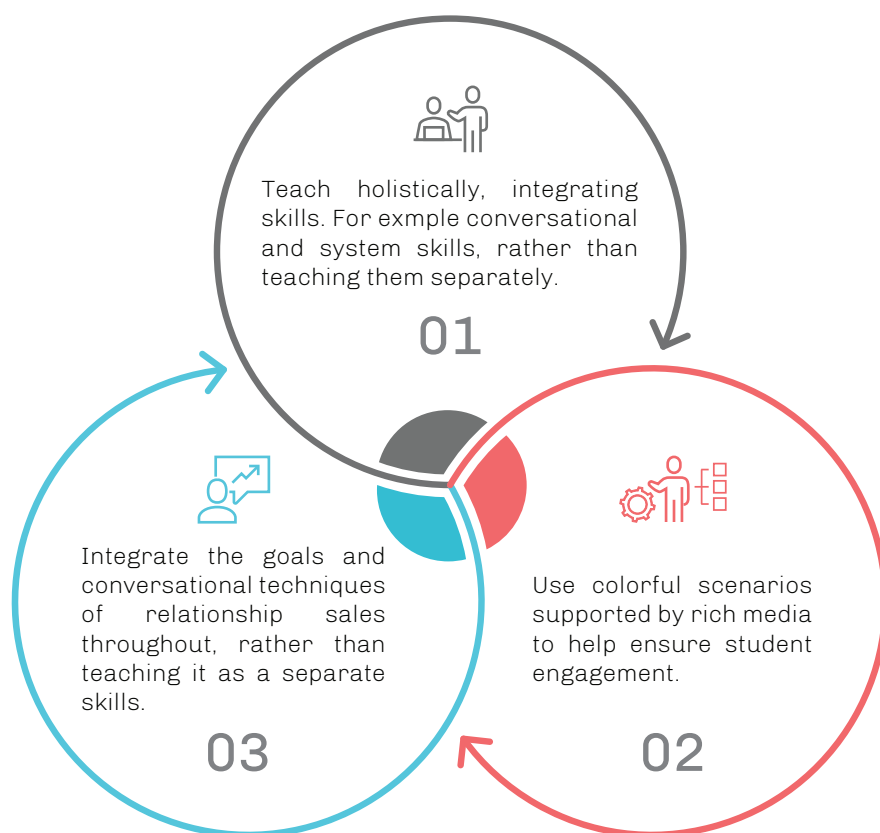 Teach holistically, integrating
skills. For exmple conversational
and system skills, rather than
teaching them separately.
01
Use colorful scenarios
supported by rich media
to help ensure student
engagement.
02
Integrate the goals and
conversational techniques
of relationship sales
throughout, rather than
teaching it as a separate
skills.
03